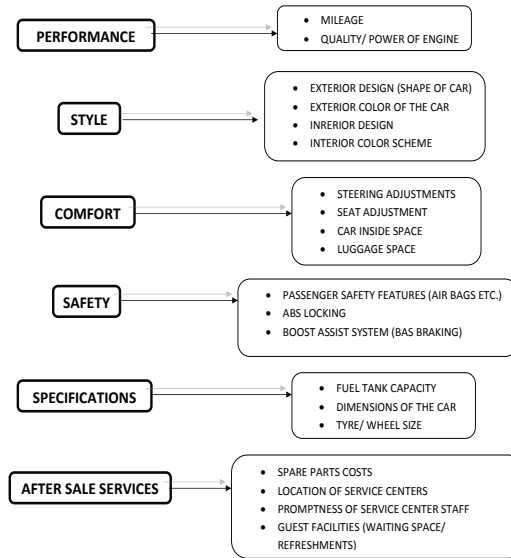 PERFORMANCE
• MILEAGE
• QUALITY/ POWER OF ENGINE
STYLE
• EXTERIOR DESIGN (SHAPE OF CAR)
• EXTERIOR COLOR OF THE CAR
• INRERIOR DESIGN
• INTERIOR COLOR SCHEME
COMFORT
• STEERING ADJUSTMENTS
• SEAT ADJUSTMENT
• CAR INSIDE SPACE
• LUGGAGE SPACE
SAFETY
• PASSENGER SAFETY FEATURES (AIR BAGS ETC.)
• ABS LOCKING
• BOOST ASSIST SYSTEM (BAS BRAKING)
SPECIFICATIONS
• FUEL TANK CAPACITY
• DIMENSIONS OF THE CAR
• TYRE/ WHEEL SIZE
AFTER SALE SERVICES
• SPARE PARTS COSTS
• LOCATION OF SERVICE CENTERS
• PROMPTNESS OF SERVICE CENTER STAFF
• GUEST FACILITIES (WAITING SPACE/
REFRESHMENTS)